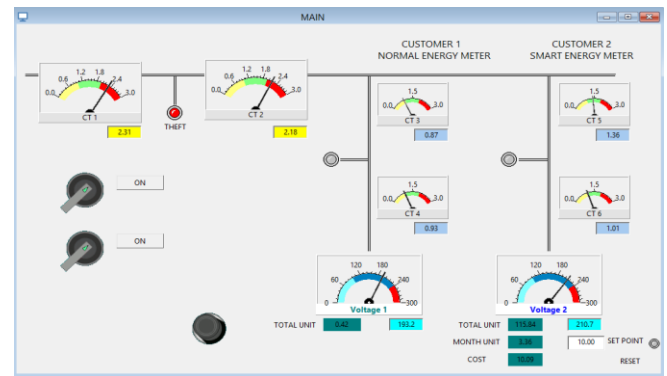 MAIN
CUSTOMER 1
NORMAL ENERGY METER
CUSTOMER 2
SMART ENERGY METER
0.0 0.6 1.2 1.8 2.4 3.0
CT 1
2.31
THEFT
0.6 1.2 1.8 2.4 3.0
CT 2
2.18
0.0 1.5 3.0
CT 3
0.87
0.0 1.5 3.0
CT 5
1.36
ON
ON
0.0 1.5 3.0
CT 4
0.93
0.0 1.5 3.0
CT 6
1.01
0 60 120 180 240 300
Voltage 1
TOTAL UNIT 0.42 193.2
0 60 120 180 240 300
Voltage 2
TOTAL UNIT 115.84 210.7
MONTH UNIT 3.36 10.00 SET POINT
COST 10.09 RESET